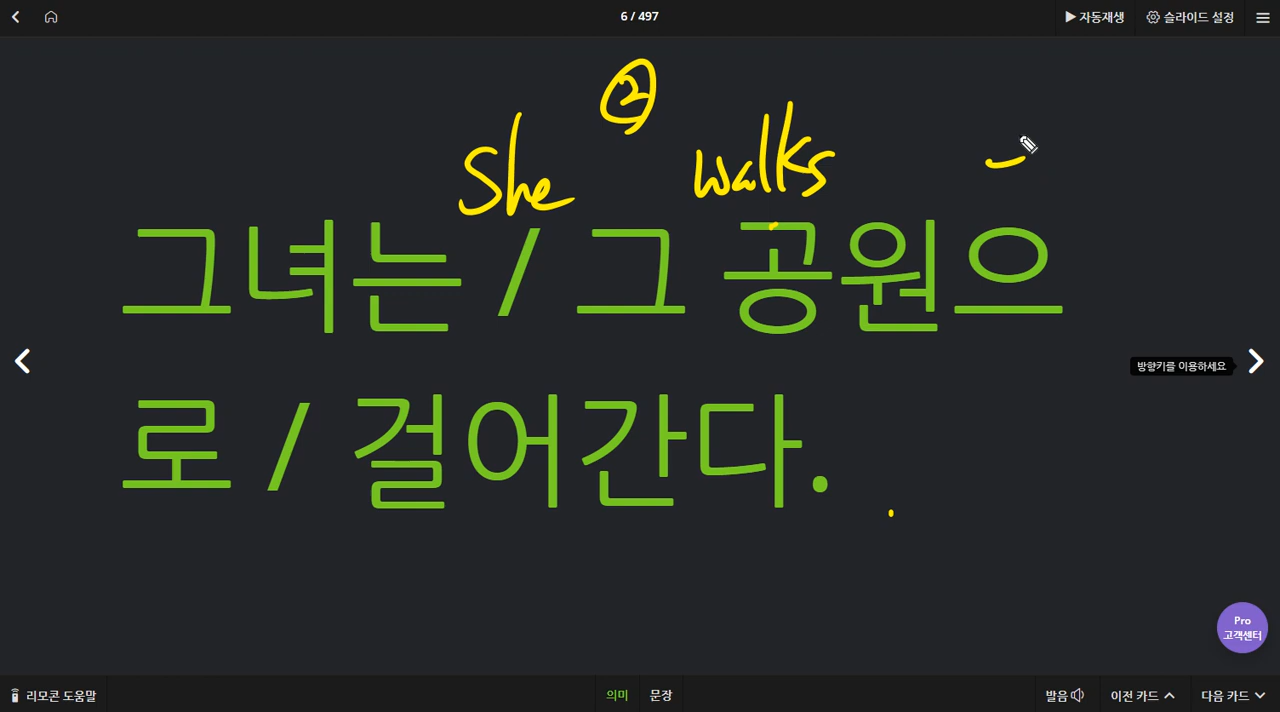 6 / 497
자동재생
슬라이드 설정
②
She walks
그녀는 / 그 공원으
로 / 걸어간다.
방향키를 이용하세요
Pro
고객센터
리모콘 도움말
의미
문장
발음
이전 카드
다음 카드